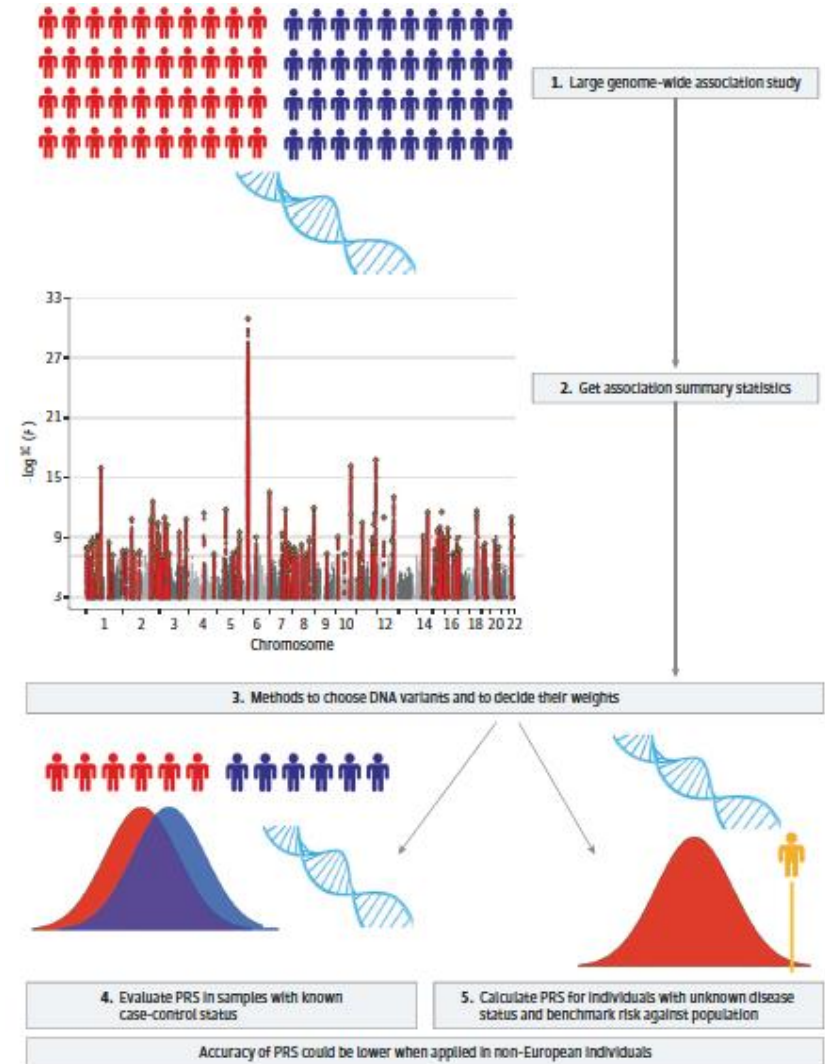 1. Large genome-wide association study
33
27
21
15
9
3
-log
Chromosome
1 2 3 4 5 6 7 8 9 10 12 14 16 18 20 22
2. Get association summary statistics
3. Methods to choose DNA variants and to decide their weights
4. Evaluate PRS in samples with known
case-control status
5. Calculate PRS for individuals with unknown disease
status and benchmark risk against population
Accuracy of PRS could be lower when applied in non-European individuals